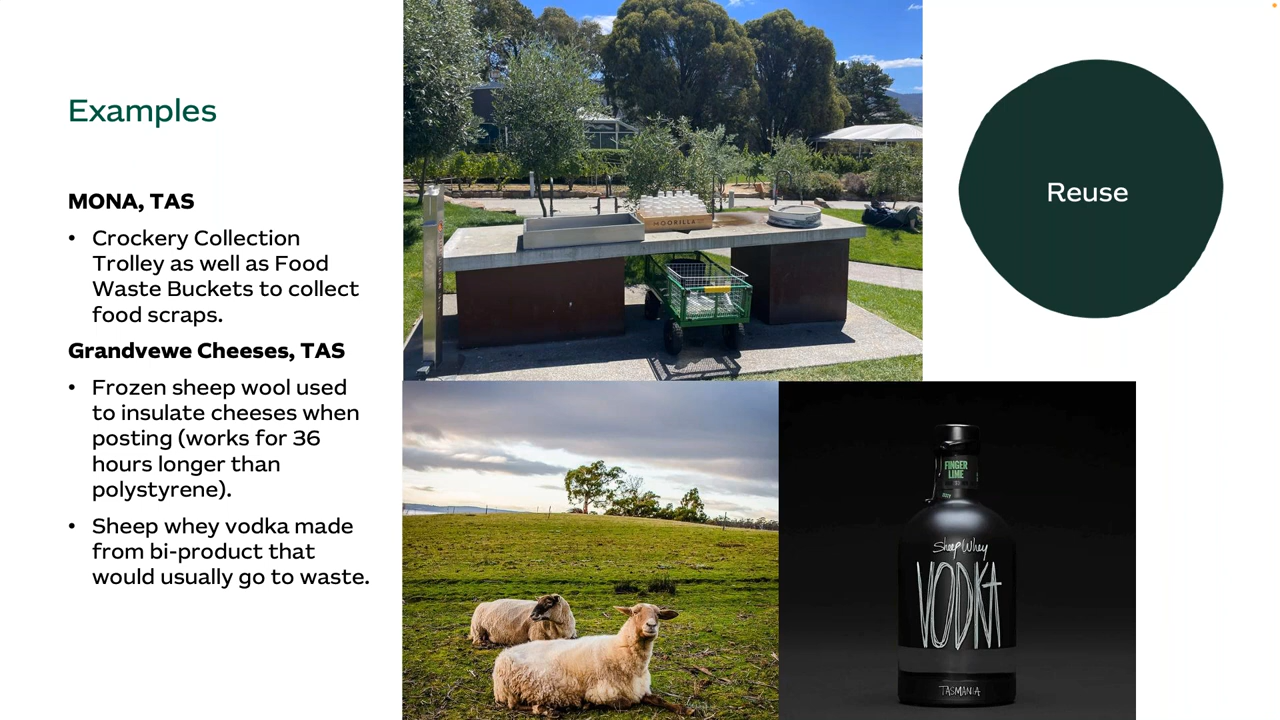 Examples
MONA, TAS
• Crockery Collection
Trolley as well as Food
Waste Buckets to collect
food scraps.
Grandvewe Cheeses, TAS
• Frozen sheep wool used
to insulate cheeses when
posting (works for 36
hours longer than
polystyrene).
• Sheep whey vodka made
from bi-product that
would usually go to waste.
MOORILLA
Reuse
FINGER
LIME
Sheep Whey
VODKA
TASMANIA